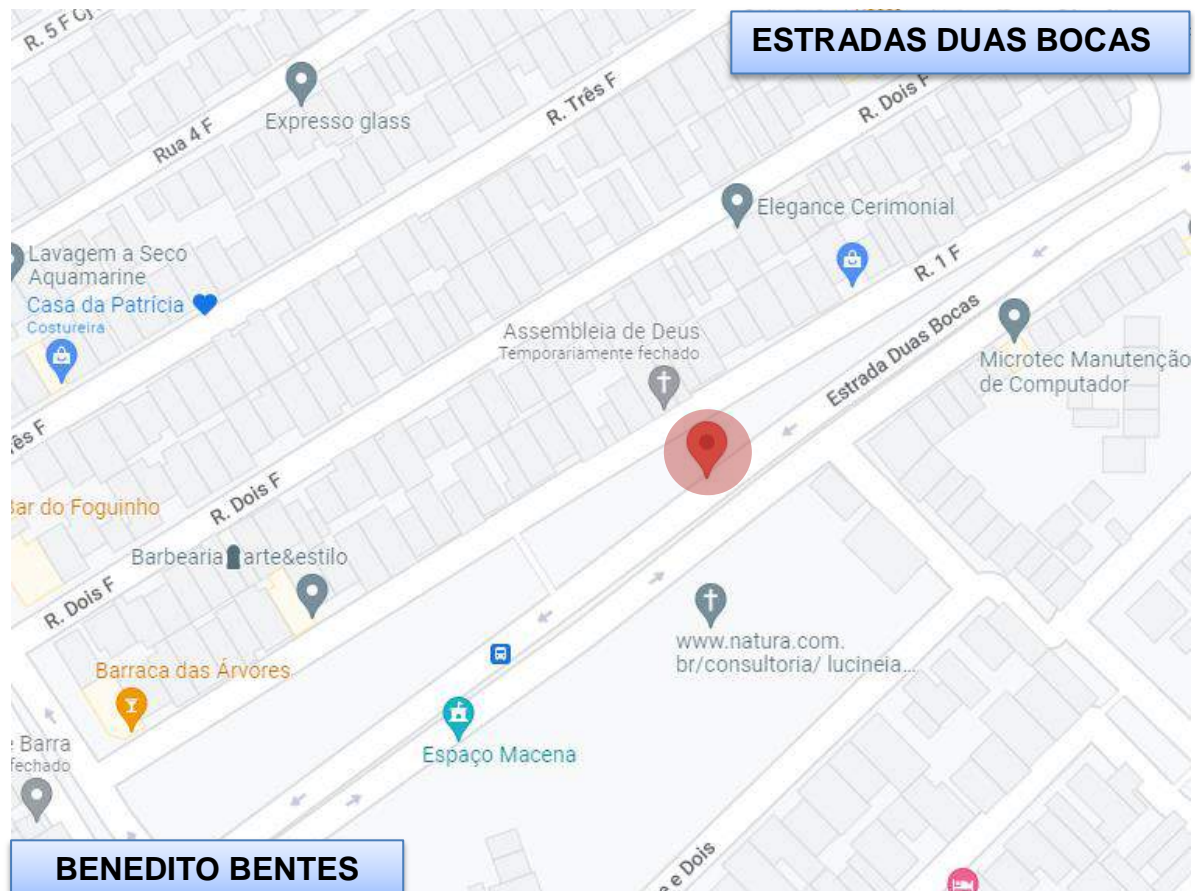 ESTRADAS DUAS BOCAS
R. 5 F Cj
Expresso glass
Rua 4 F
R. Três F
R. Dois F
Elegance Cerimonial
Lavagem a Seco
Aquamarine
Casa da Patrícia
Costureira
R. 1 F
Assembleia de Deus
Temporariamente fechado
Estrada Duas Bocas
Microtec Manutenção
de Computador
ês F
Bar do Foguinho
R. Dois F
Barbearia arte&estilo
R. Dois F
www.natura.com.
br/consultoria/ lucineia...
Barraca das Árvores
Espaço Macena
e Barra
fechado
e Dois
BENEDITO BENTES